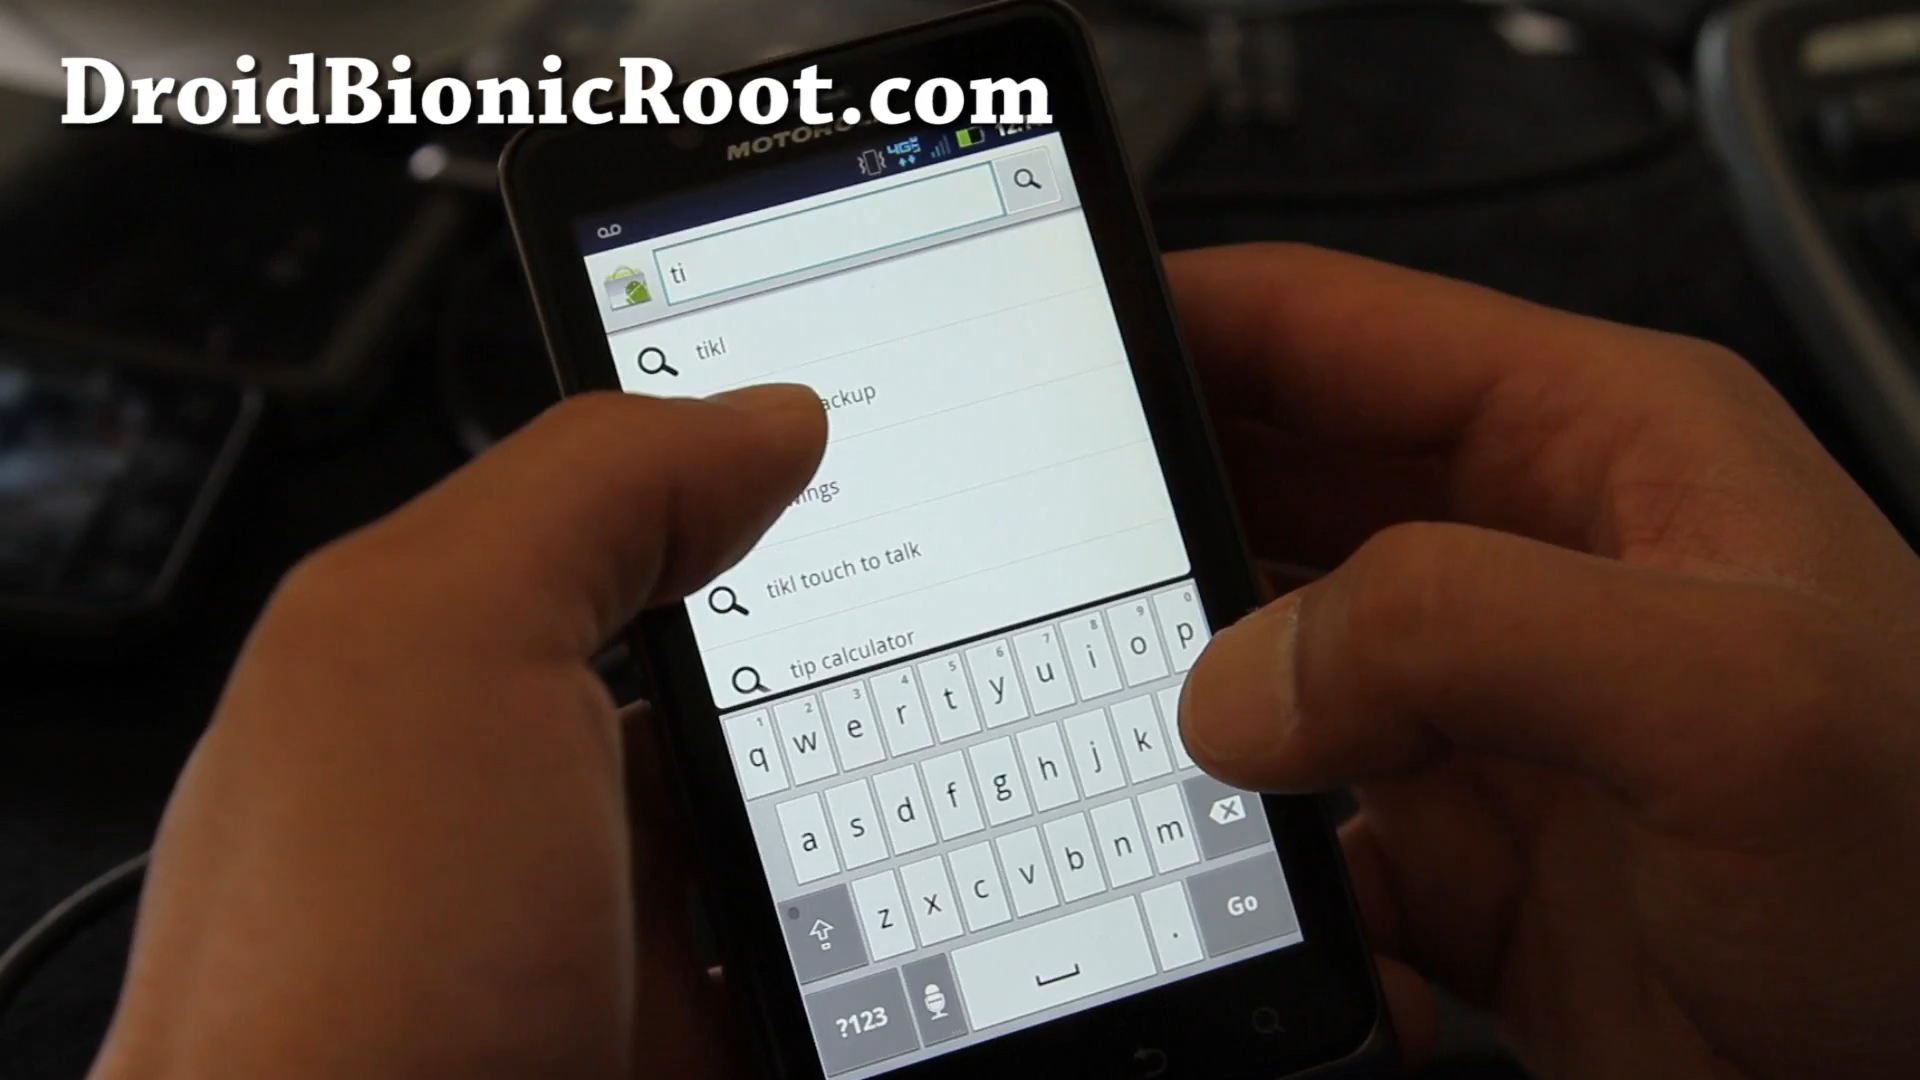 DroidBionicRoot.com
4G
ti
tikl
tikl touch to talk
tip calculator
1 2 3 4 5 6 7 8 9 0
q w e r t y u i o p
a s d f g h j k
z x c v b n m
. Go
?123